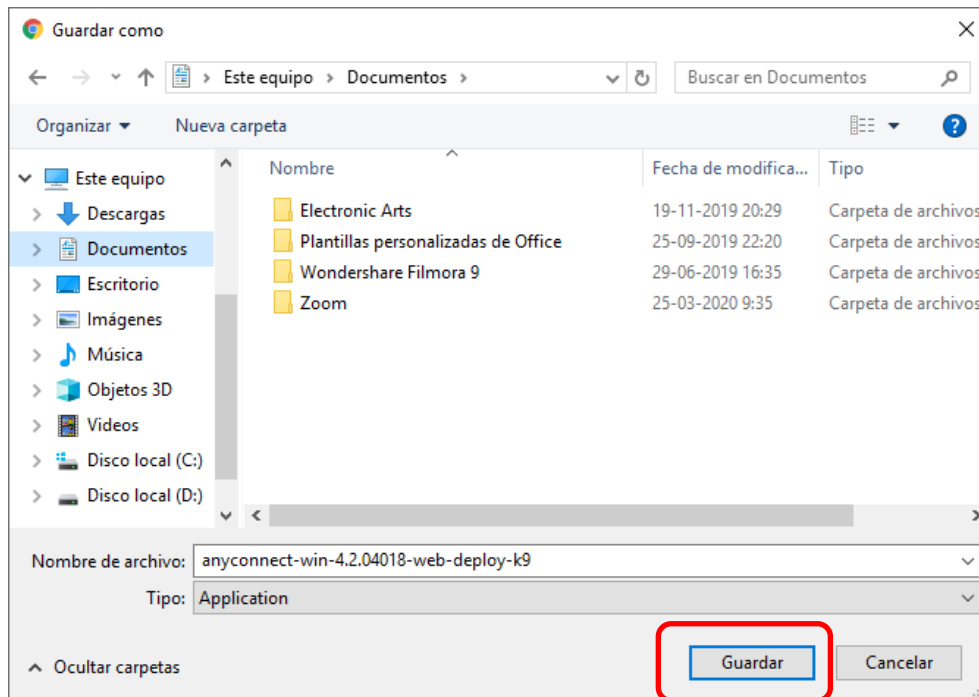 Guardar como
Este equipo > Documentos >
Buscar en Documentos
Organizar
Nueva carpeta
?
Nombre
Fecha de modifica...
Tipo
Este equipo
Descargas
Documentos
Escritorio
Imágenes
Música
Objetos 3D
Videos
Disco local (C:)
Disco local (D:)
Electronic Arts 19-11-2019 20:29 Carpeta de archivos
Plantillas personalizadas de Office 25-09-2019 22:20 Carpeta de archivos
Wondershare Filmora 9 29-06-2019 16:35 Carpeta de archivos
Zoom 25-03-2020 9:35 Carpeta de archivos
Nombre de archivo: anyconnect-win-4.2.04018-web-deploy-k9
Tipo: Application
Ocultar carpetas
Guardar
Cancelar